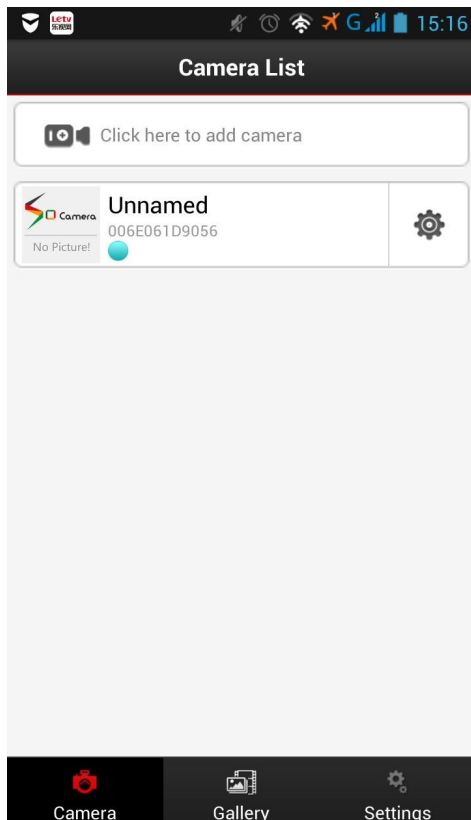 Letv
乐视网
G
2
15:16
Camera List
Click here to add camera
Camera
No Picture!
Unnamed
006E061D9056
Camera
Gallery
Settings